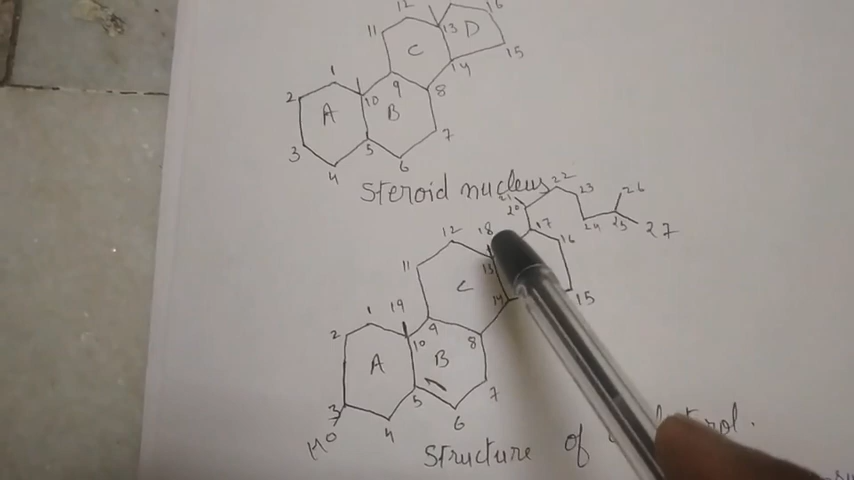 12 16
11 13 D
C 15
1 14
2 9 8
10
A B
7
3 5
6
4
Steroid nucleus
22
21 23 26
20
12 18 17 24 25 27
16
11 13
C
19 14 15
1
2 9
10 8
A B
5 7
3
HO 4 6
Structure of